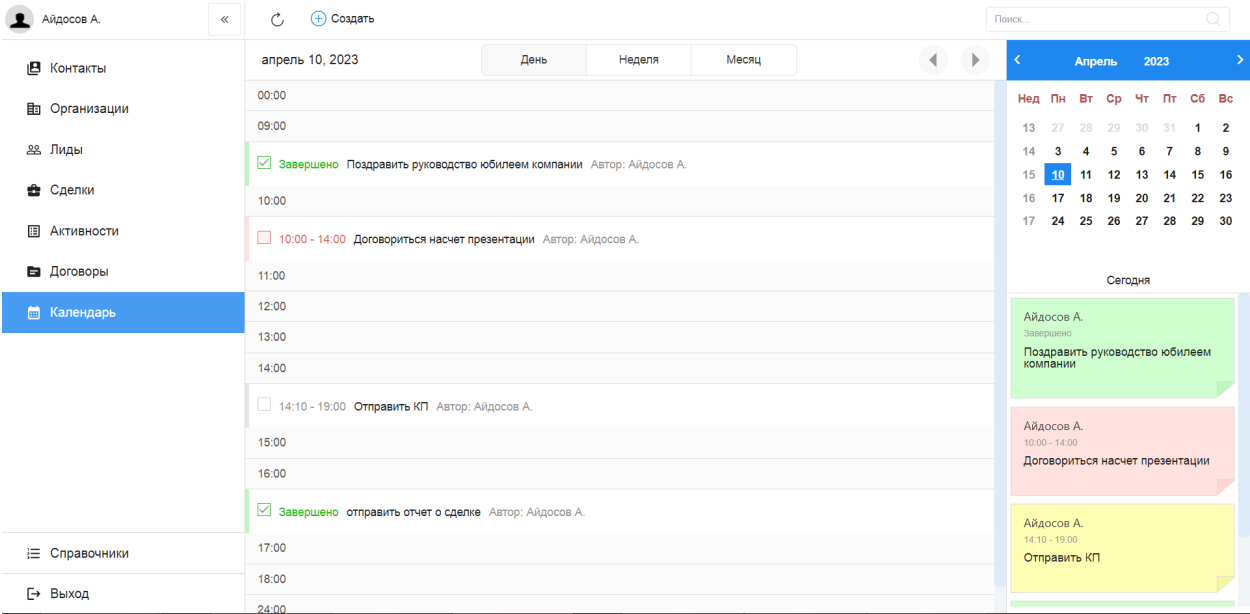 Айдосов А.
«
Создать
Поиск...
Контакты
Организации
Лиды
Сделки
Активности
Договоры
Календарь
Справочники
Выход
апрель 10, 2023
День Неделя Месяц
00:00
09:00
Завершено Поздравить руководство юбилеем компании Автор: Айдосов А.
10:00
10:00 - 14:00 Договориться насчет презентации Автор: Айдосов А.
11:00
12:00
13:00
14:00
14:10 - 19:00 Отправить КП Автор: Айдосов А.
15:00
16:00
Завершено отправить отчет о сделке Автор: Айдосов А.
17:00
18:00
24:00
Апрель 2023
Нед Пн Вт Ср Чт Пт Сб Вс
13 27 28 29 30 31 1 2
14 3 4 5 6 7 8 9
15 10 11 12 13 14 15 16
16 17 18 19 20 21 22 23
17 24 25 26 27 28 29 30
Сегодня
Айдосов А.
Завершено
Поздравить руководство юбилеем
компании
Айдосов А.
10:00 - 14:00
Договориться насчет презентации
Айдосов А.
14:10 - 19:00
Отправить КП